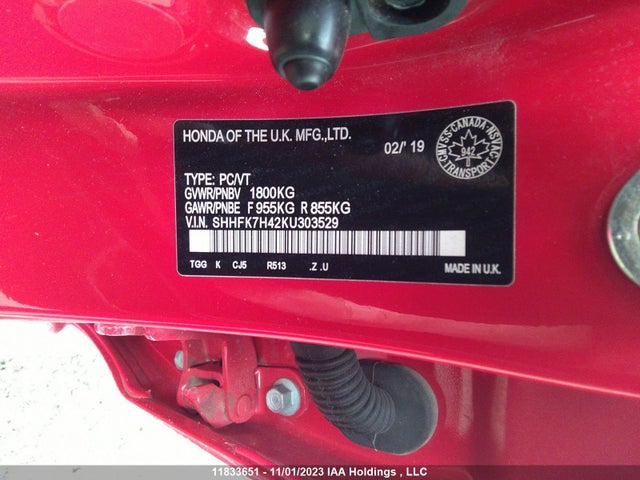 HONDA OF THE U.K. MFG.,LTD.
02/' 19
CMVSS-CANADA-NSVAC
942
TRANSPORT
TYPE: PC/VT
GVWR/PNBV 1800KG
GAWR/PNBE F 955KG R 855KG
V.I.N. SHHFK7H42KU303529
TGG K CJ5 R513 .Z .U
MADE IN U.K.
11833651 - 11/01/2023 IAA Holdings , LLC